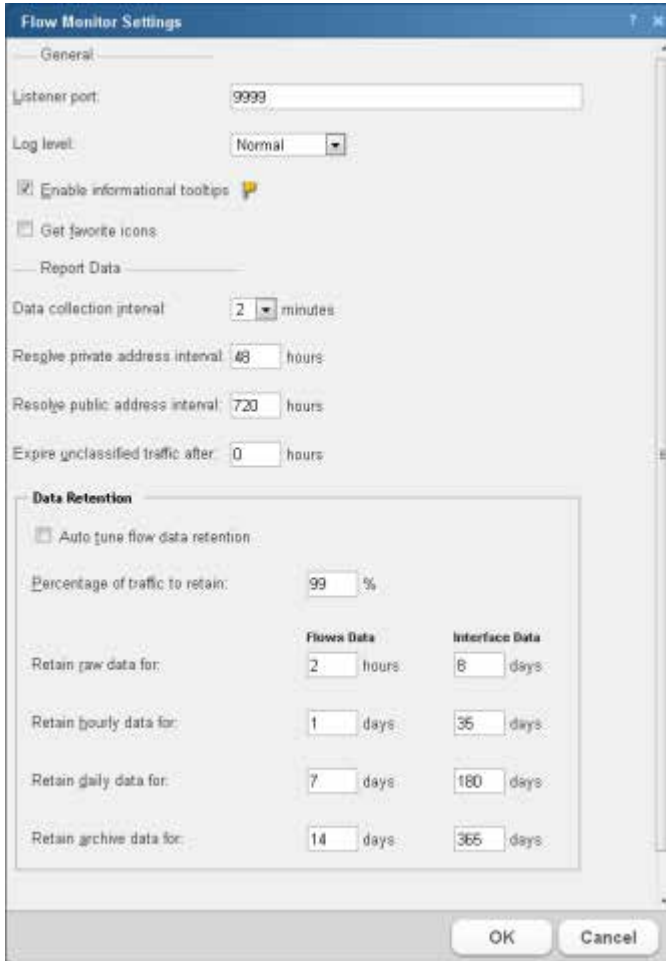 Flow Monitor Settings ? ×
General
Listener port: 9999
Log level: Normal
Enable informational tooltips
Get favorite icons
Report Data
Data collection interval 2 minutes
Resolve private address interval: 48 hours
Resolve public address interval: 720 hours
Expire unclassified traffic after: 0 hours
Data Retention
Auto tune flow data retention
Percentage of traffic to retain: 99 %
Flows Data Interface Data
Retain raw data for: 2 hours 8 days
Retain hourly data for: 1 days 35 days
Retain daily data for: 7 days 180 days
Retain archive data for: 14 days 365 days
OK Cancel